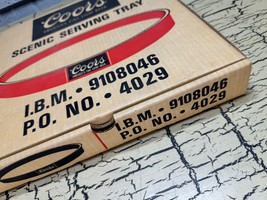 Coors
SCENIC SERVING TRAY
Coors
I.B.M. • 9108046
P.O. NO. • 4029
I.B.M. • 9108046
P.O. NO. • 4029